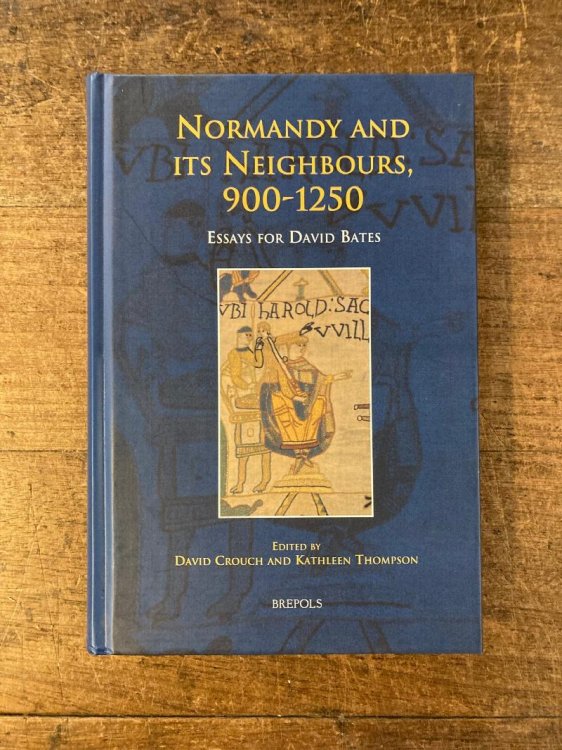 NORMANDY AND
ITS NEIGHBOURS,
900-1250
ESSAYS FOR DAVID BATES
VBI hAROLD: SAC
VVILL
EDITED BY
DAVID CROUCH AND KATHLEEN THOMPSON
BREPOLS